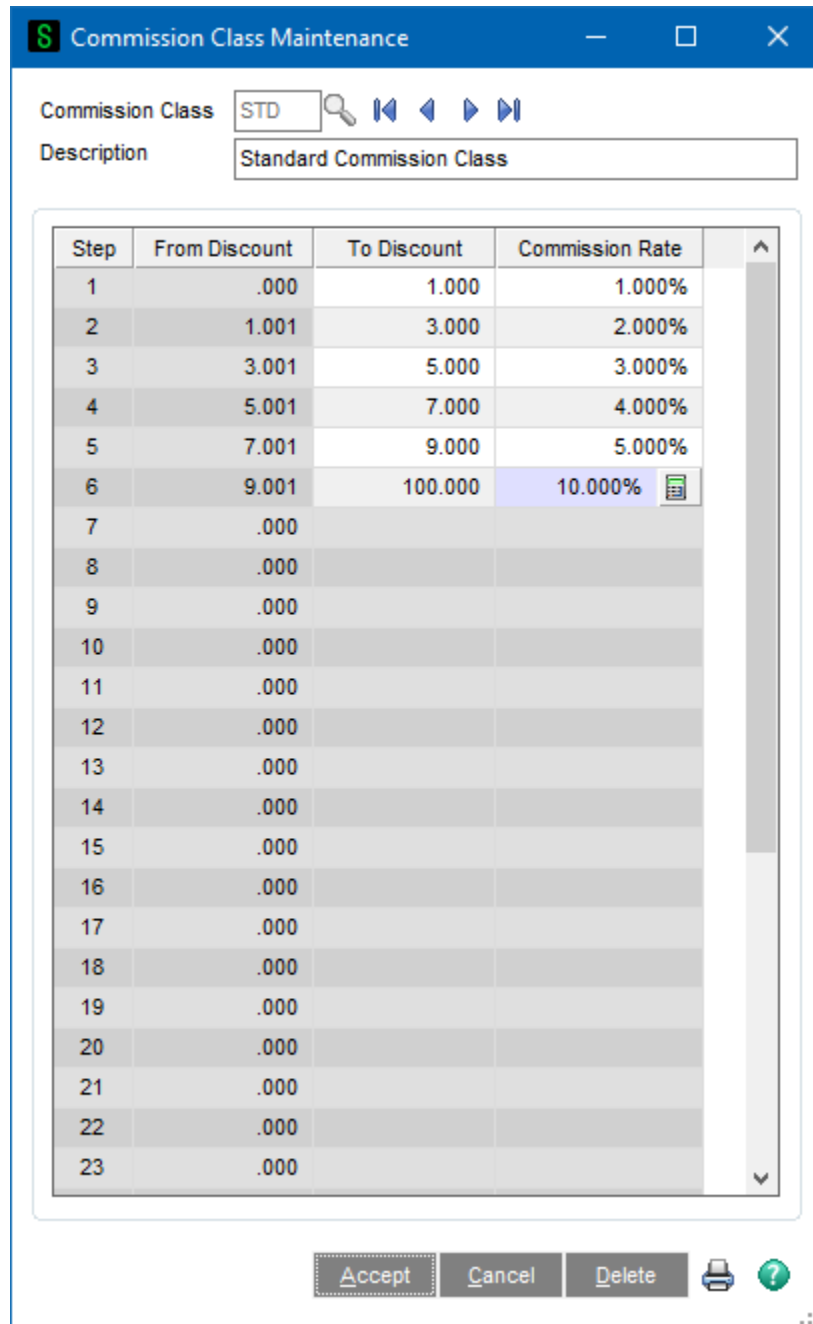 S Commission Class Maintenance
Commission Class STD
Description Standard Commission Class
Step From Discount To Discount Commission Rate
1 .000 1.000 1.000%
2 1.001 3.000 2.000%
3 3.001 5.000 3.000%
4 5.001 7.000 4.000%
5 7.001 9.000 5.000%
6 9.001 100.000 10.000%
7 .000
8 .000
9 .000
10 .000
11 .000
12 .000
13 .000
14 .000
15 .000
16 .000
17 .000
18 .000
19 .000
20 .000
21 .000
22 .000
23 .000
Accept Cancel Delete ?